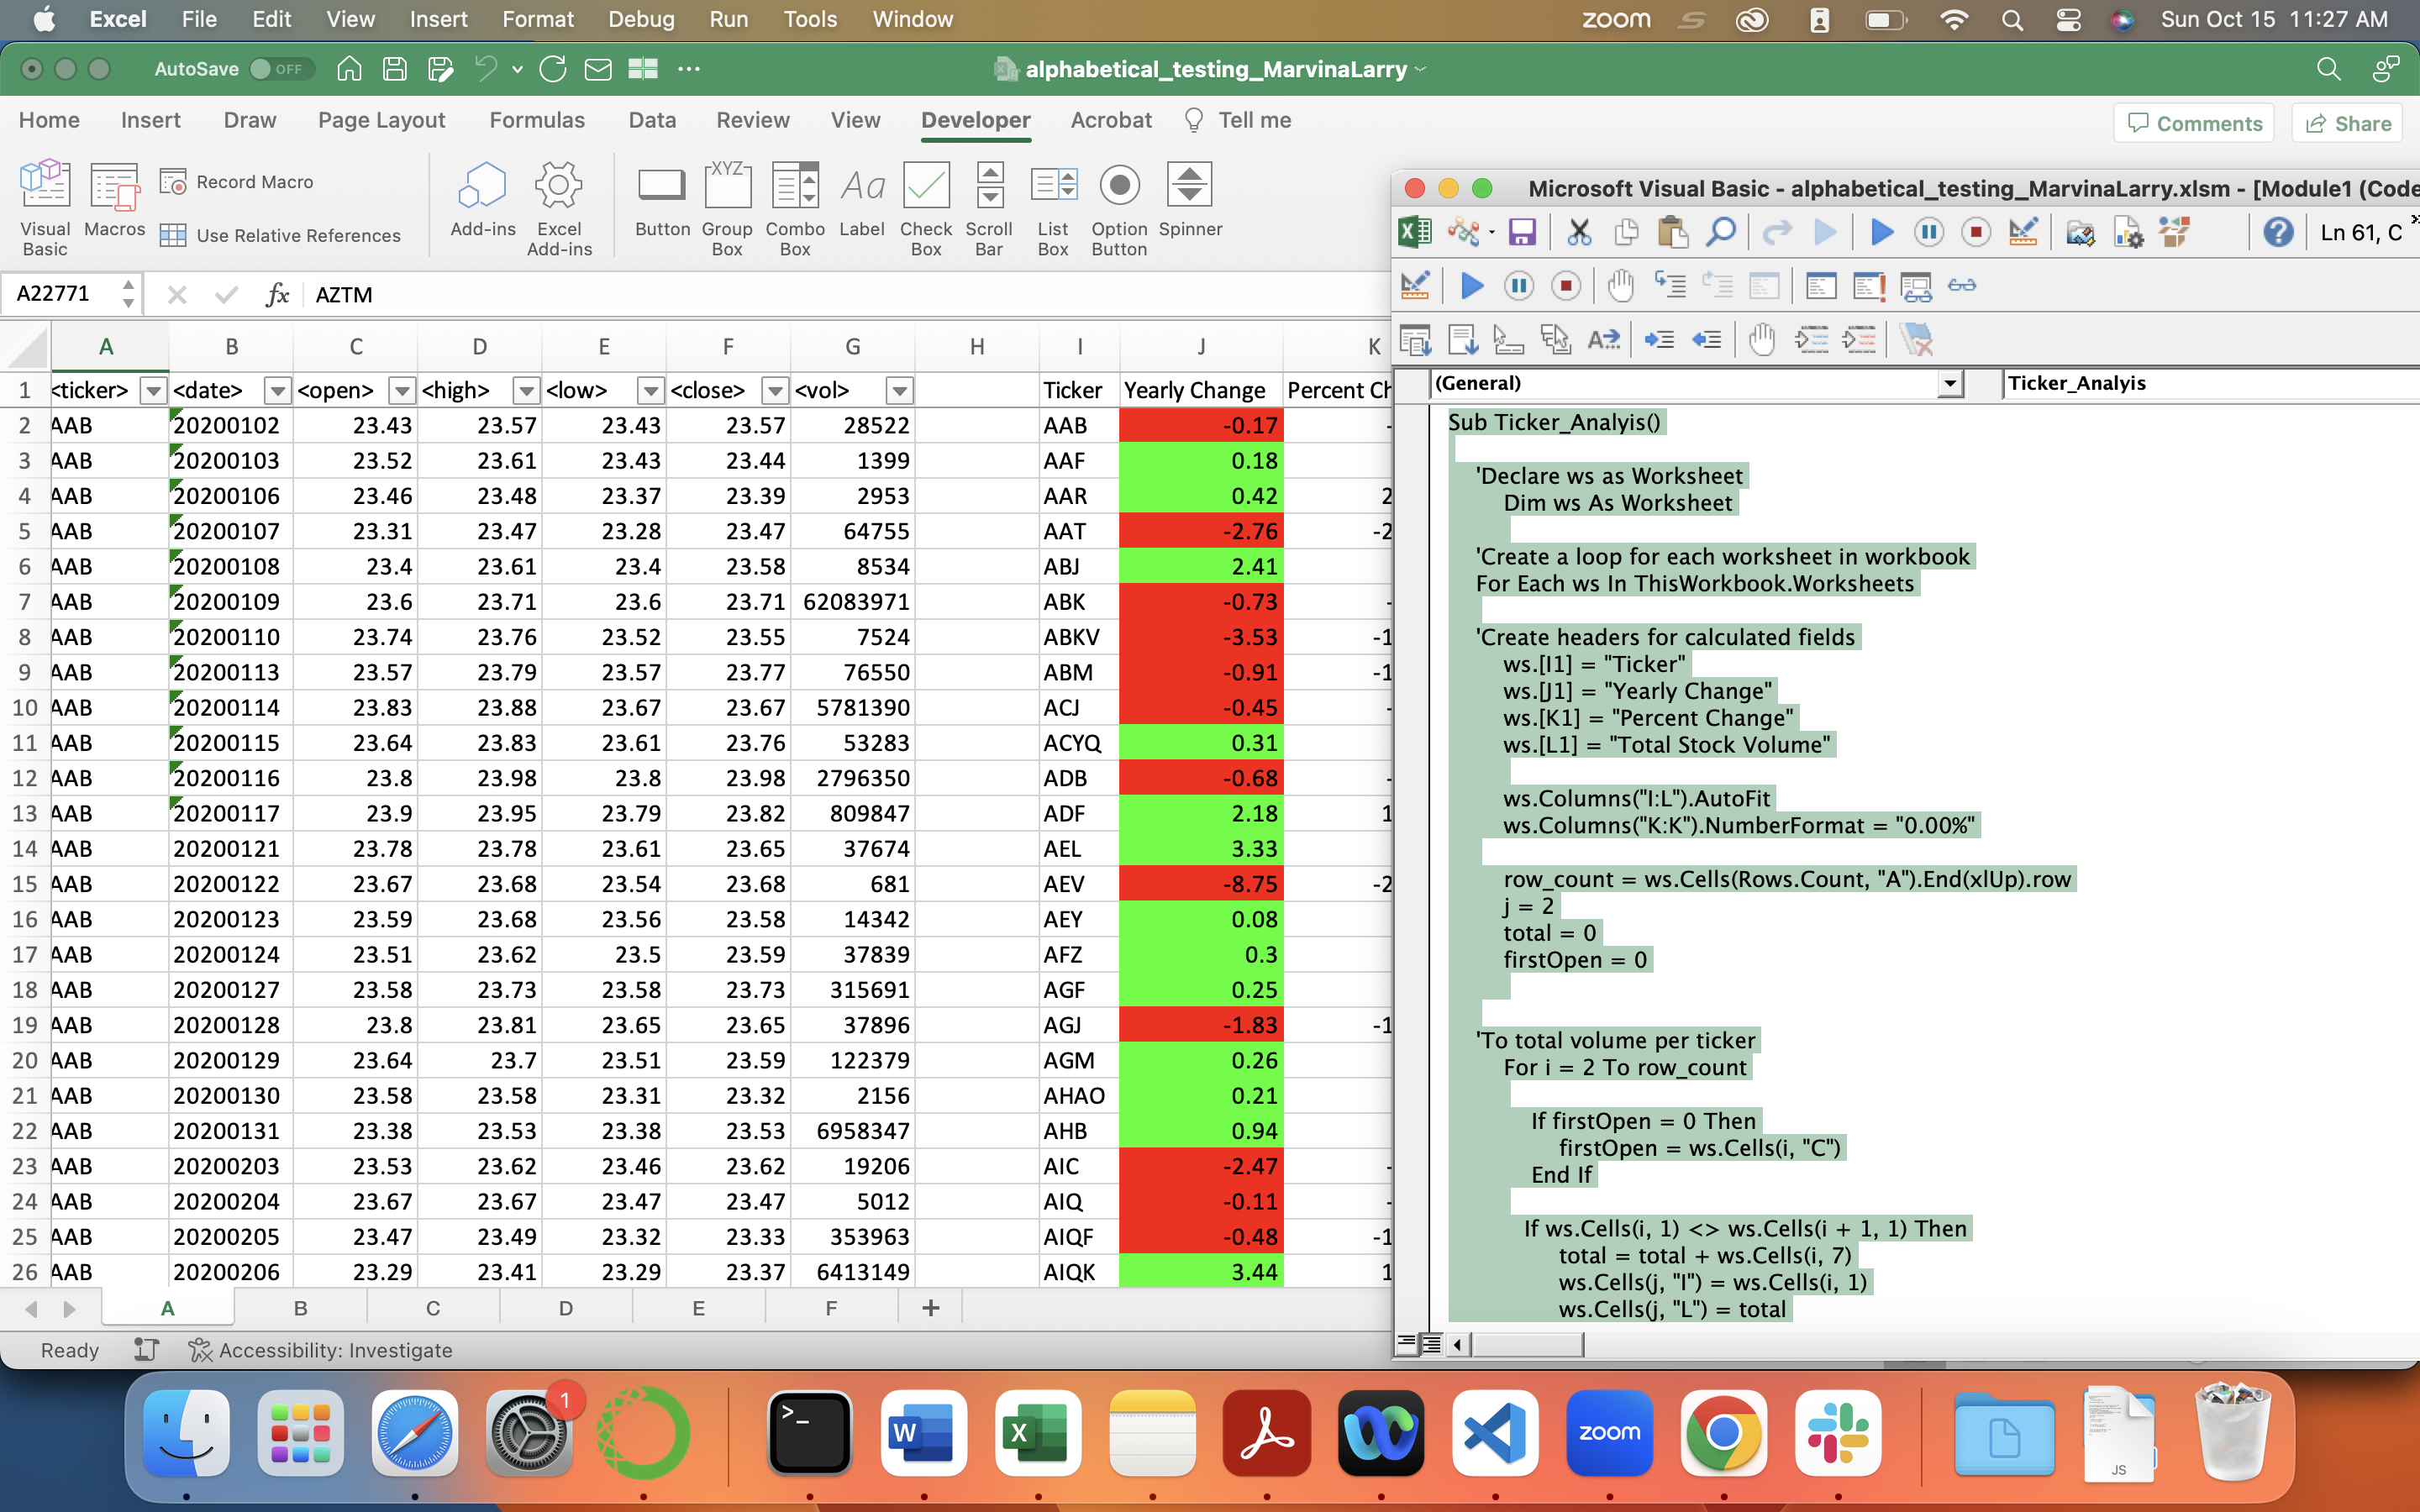 Excel File Edit View Insert Format Debug Run Tools Window zoom Sun Oct 15 11:27 AM
AutoSave OFF alphabetical_testing_MarvinaLarry
Home Insert Draw Page Layout Formulas Data Review View Developer Acrobat Tell me Comments Share
Visual Basic
Macros
Record Macro
Use Relative References
Add-ins
Excel Add-ins
Button
XYZ
Group Box
Combo Box
Aa
Label
Check Box
Scroll Bar
List Box
Option Button
Spinner
A22771 fx AZTM
A B C D E F G H I J K
1 <ticker> <date> <open> <high> <low> <close> <vol> Ticker Yearly Change Percent Ch
2 AAB 20200102 23.43 23.57 23.43 23.57 28522 AAB -0.17 -
3 AAB 20200103 23.52 23.61 23.43 23.44 1399 AAF 0.18
4 AAB 20200106 23.46 23.48 23.37 23.39 2953 AAR 0.42 2
5 AAB 20200107 23.31 23.47 23.28 23.47 64755 AAT -2.76 -2
6 AAB 20200108 23.4 23.61 23.4 23.58 8534 ABJ 2.41
7 AAB 20200109 23.6 23.71 23.6 23.71 62083971 ABK -0.73 -
8 AAB 20200110 23.74 23.76 23.52 23.55 7524 ABKV -3.53 -1
9 AAB 20200113 23.57 23.79 23.57 23.77 76550 ABM -0.91 -1
10 AAB 20200114 23.83 23.88 23.67 23.67 5781390 ACJ -0.45 -
11 AAB 20200115 23.64 23.83 23.61 23.76 53283 ACYQ 0.31
12 AAB 20200116 23.8 23.98 23.8 23.98 2796350 ADB -0.68 -
13 AAB 20200117 23.9 23.95 23.79 23.82 809847 ADF 2.18 1
14 AAB 20200121 23.78 23.78 23.61 23.65 37674 AEL 3.33
15 AAB 20200122 23.67 23.68 23.54 23.68 681 AEV -8.75 -2
16 AAB 20200123 23.59 23.68 23.56 23.58 14342 AEY 0.08
17 AAB 20200124 23.51 23.62 23.5 23.59 37839 AFZ 0.3
18 AAB 20200127 23.58 23.73 23.58 23.73 315691 AGF 0.25
19 AAB 20200128 23.8 23.81 23.65 23.65 37896 AGJ -1.83 -1
20 AAB 20200129 23.64 23.7 23.51 23.59 122379 AGM 0.26
21 AAB 20200130 23.58 23.58 23.31 23.32 2156 AHAO 0.21
22 AAB 20200131 23.38 23.53 23.38 23.53 6958347 AHB 0.94
23 AAB 20200203 23.53 23.62 23.46 23.62 19206 AIC -2.47 -
24 AAB 20200204 23.67 23.67 23.47 23.47 5012 AIQ -0.11 -
25 AAB 20200205 23.47 23.49 23.32 23.33 353963 AIQF -0.48 -1
26 AAB 20200206 23.29 23.41 23.29 23.37 6413149 AIQK 3.44 1
A B C D E F +
Ready Accessibility: Investigate
Microsoft Visual Basic - alphabetical_testing_MarvinaLarry.xlsm - [Module1 (Code
Ln 61, C
(General) Ticker_Analyis
Sub Ticker_Analyis()
'Declare ws as Worksheet
Dim ws As Worksheet
'Create a loop for each worksheet in workbook
For Each ws In ThisWorkbook.Worksheets
'Create headers for calculated fields
ws.[I1] = "Ticker"
ws.[J1] = "Yearly Change"
ws.[K1] = "Percent Change"
ws.[L1] = "Total Stock Volume"
ws.Columns("I:L").AutoFit
ws.Columns("K:K").NumberFormat = "0.00%"
row_count = ws.Cells(Rows.Count, "A").End(xlUp).row
j = 2
total = 0
firstOpen = 0
'To total volume per ticker
For i = 2 To row_count
If firstOpen = 0 Then
firstOpen = ws.Cells(i, "C")
End If
If ws.Cells(i, 1) <> ws.Cells(i + 1, 1) Then
total = total + ws.Cells(i, 7)
ws.Cells(j, "I") = ws.Cells(i, 1)
ws.Cells(j, "L") = total
1
>_
W
X
zoom
JS